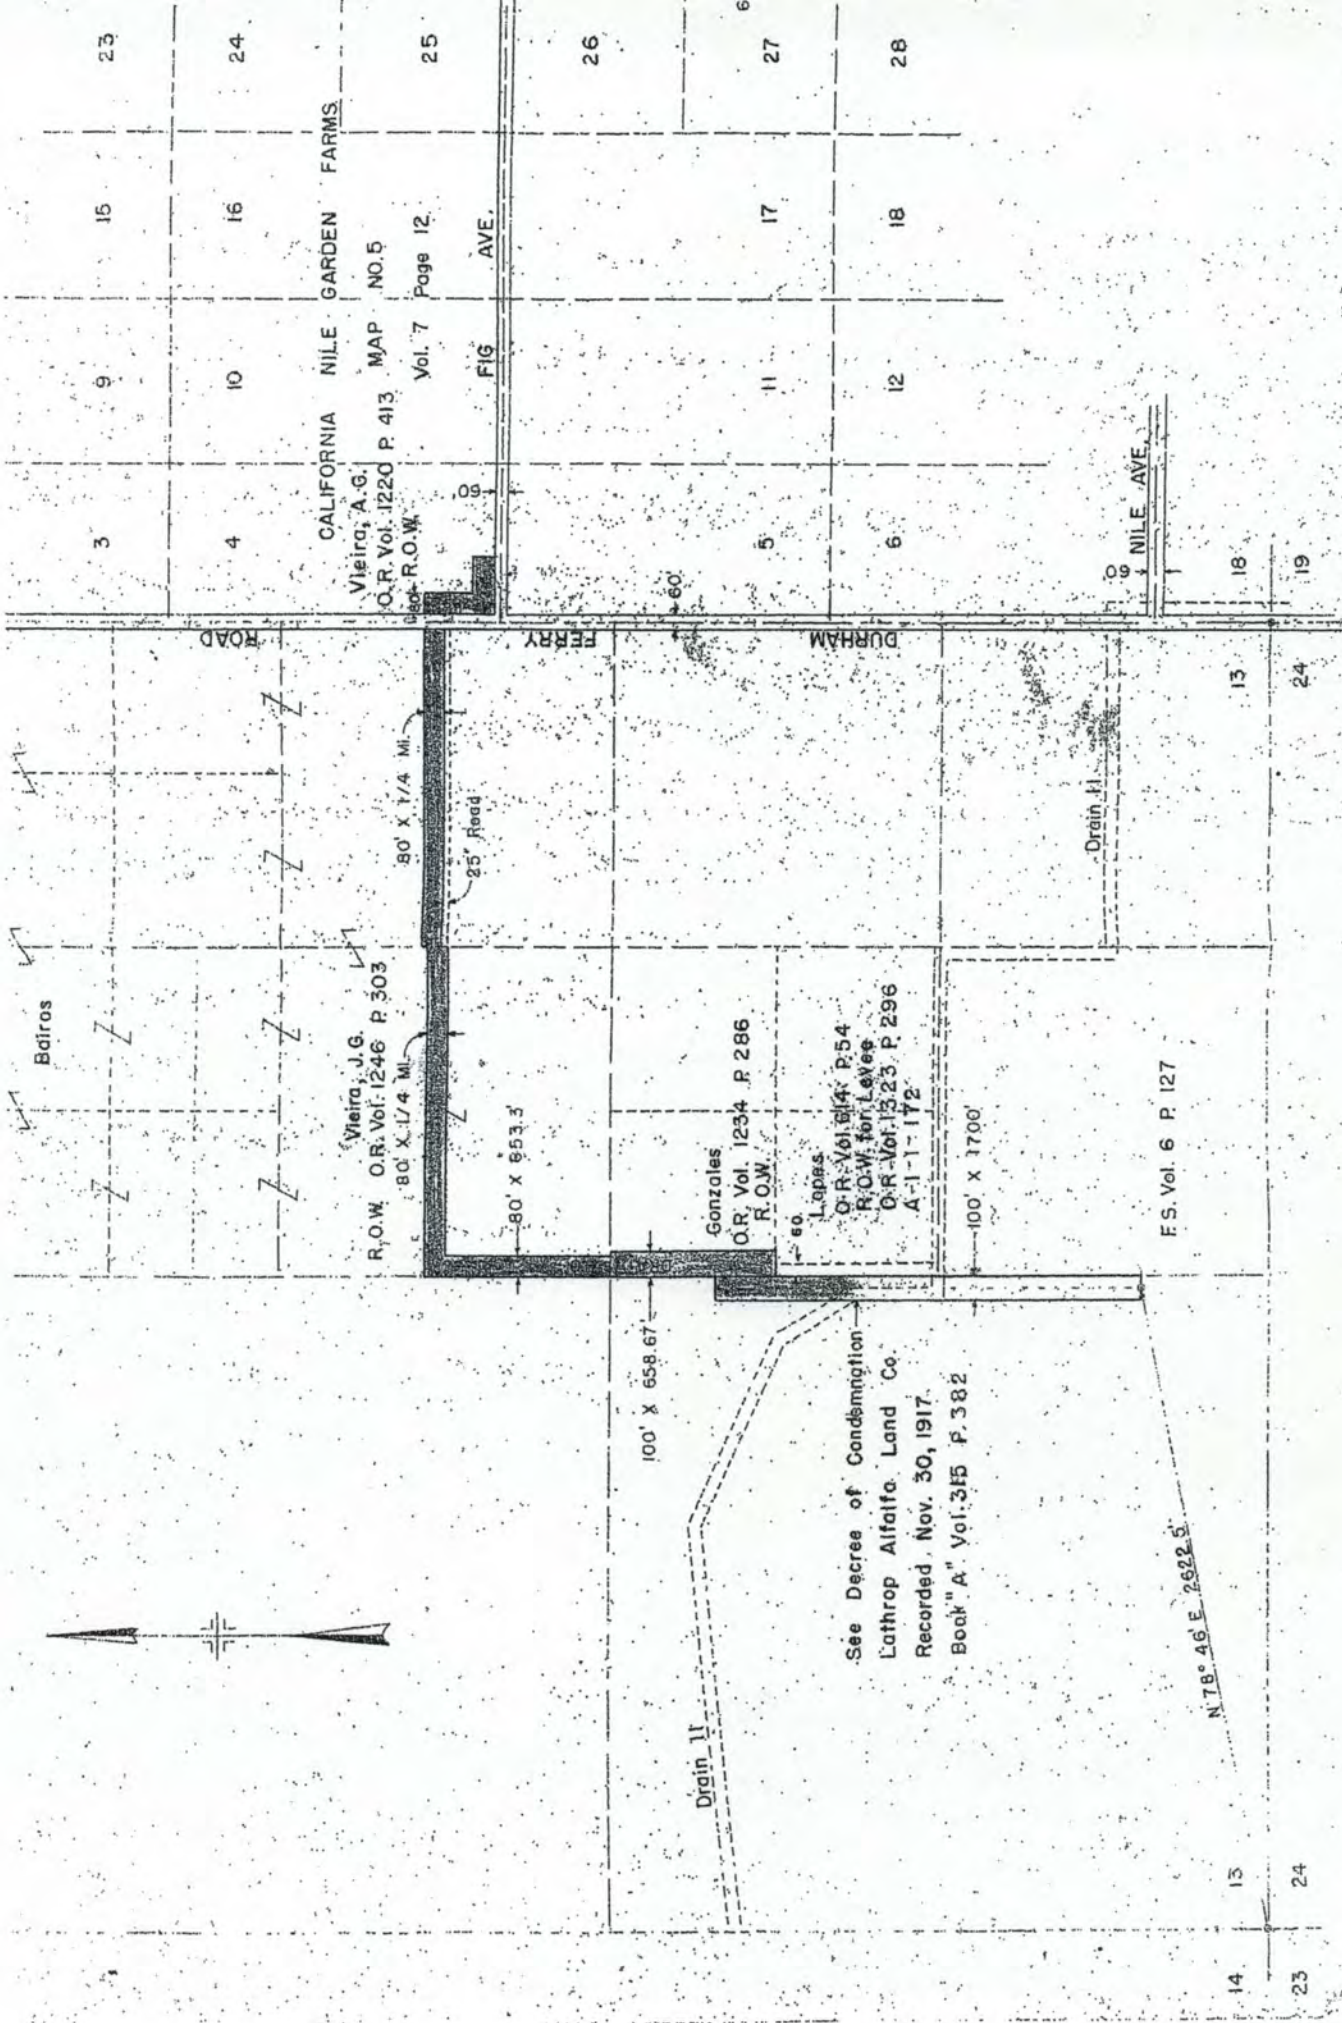 23
24
25
26
27
28
15
16
17
18
9
10
11
12
3
4
5
6
CALIFORNIA NILE GARDEN FARMS
MAP NO. 5
Vol. 7 Page 12
FIG AVE.
Vieira, A.G.
O.R. Vol. 1220 P. 413
R.O.W.
60'
60'
NILE AVE.
60
18
19
13
24
ROAD
FERRY
DURHAM
Bairos
80' X 1/4 MI.
25' Road
Vieira, J.G.
R.O.W. O.R. Vol. 1246 P. 303
80' X 1/4 MI.
80' X 653.3'
100' X 658.67'
Gonzales
O.R. Vol. 1234 P. 286
R.O.W.
60
Lopes
O.R. Vol. 614 P. 54
R.O.W. for Levee
O.R. Vol. 1323 P. 296
A-1-1-172
100' X 1700'
Drain 11
F.S. Vol. 6 P. 127
See Decree of Condemnation
Lathrop Alfalfa Land Co.
Recorded Nov. 30, 1917
Book "A" Vol. 315 P. 382
Drain 11
N 78° 46' E 2622.5'
13
24
14
23